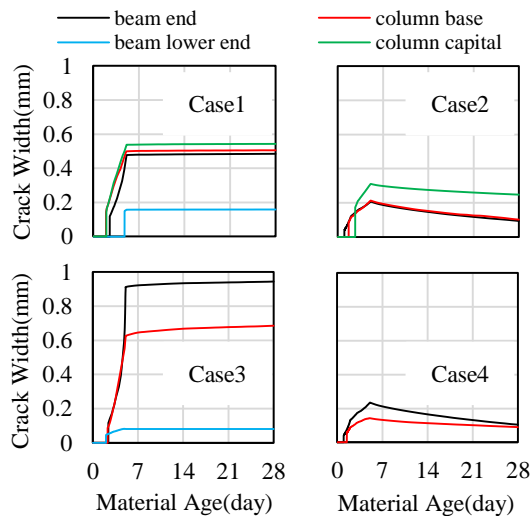 beam end column base
beam lower end column capital
Crack Width(mm)
1
0.8
0.6
0.4
0.2
0
Case1
Case2
Crack Width(mm)
1
0.8
0.6
0.4
0.2
0
Case3
Case4
0 7 14 21 28
0 7 14 21 28
Material Age(day)
Material Age(day)